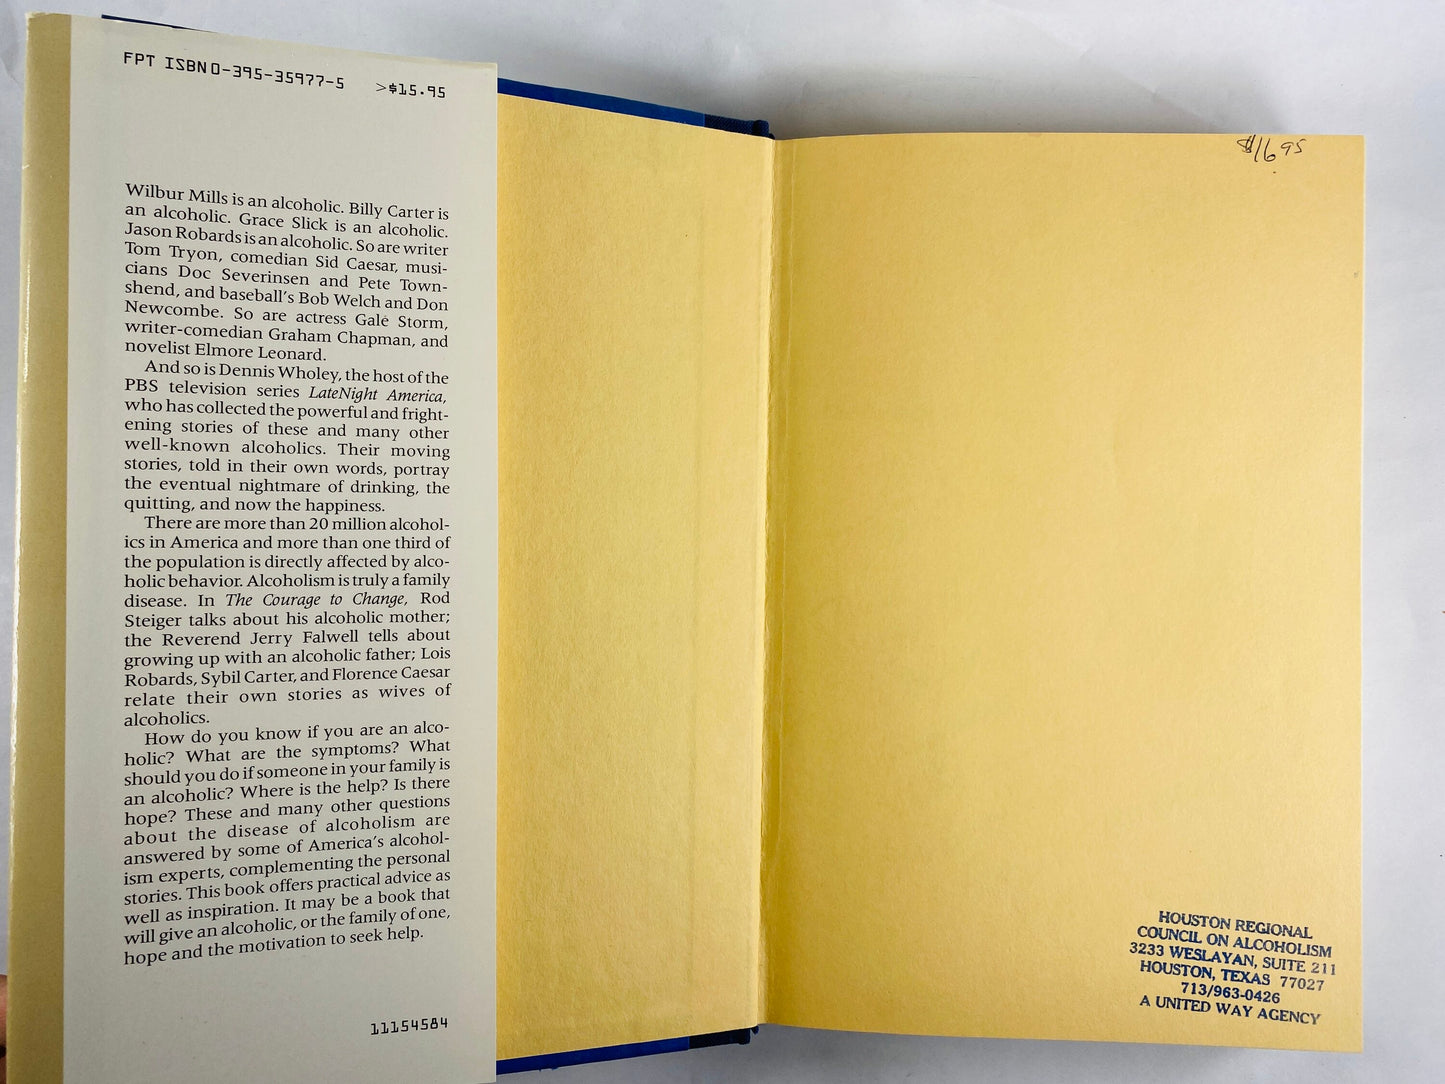 FPT ISBN 0-395-35977-5 >$15.95
Wilbur Mills is an alcoholic. Billy Carter is
an alcoholic. Grace Slick is an alcoholic.
Jason Robards is an alcoholic. So are writer
Tom Tryon, comedian Sid Caesar, musi-
cians Doc Severinsen and Pete Town-
shend, and baseball's Bob Welch and Don
Newcombe. So are actress Gale Storm,
writer-comedian Graham Chapman, and
novelist Elmore Leonard.
And so is Dennis Wholey, the host of the
PBS television series LateNight America,
who has collected the powerful and fright-
ening stories of these and many other
well-known alcoholics. Their moving
stories, told in their own words, portray
the eventual nightmare of drinking, the
quitting, and now the happiness.
There are more than 20 million alcohol-
ics in America and more than one third of
the population is directly affected by alco-
holic behavior. Alcoholism is truly a family
disease. In The Courage to Change, Rod
Steiger talks about his alcoholic mother;
the Reverend Jerry Falwell tells about
growing up with an alcoholic father; Lois
Robards, Sybil Carter, and Florence Caesar
relate their own stories as wives of
alcoholics.
How do you know if you are an alco-
holic? What are the symptoms? What
should you do if someone in your family is
an alcoholic? Where is the help? Is there
hope? These and many other questions
about the disease of alcoholism are
answered by some of America's alcohol-
ism experts, complementing the personal
stories. This book offers practical advice as
well as inspiration. It may be a book that
will give an alcoholic, or the family of one,
hope and the motivation to seek help.
11154584
$16 95
HOUSTON REGIONAL
COUNCIL ON ALCOHOLISM
3233 WESLAYAN, SUITE 211
HOUSTON, TEXAS 77027
713/963-0426
A UNITED WAY AGENCY